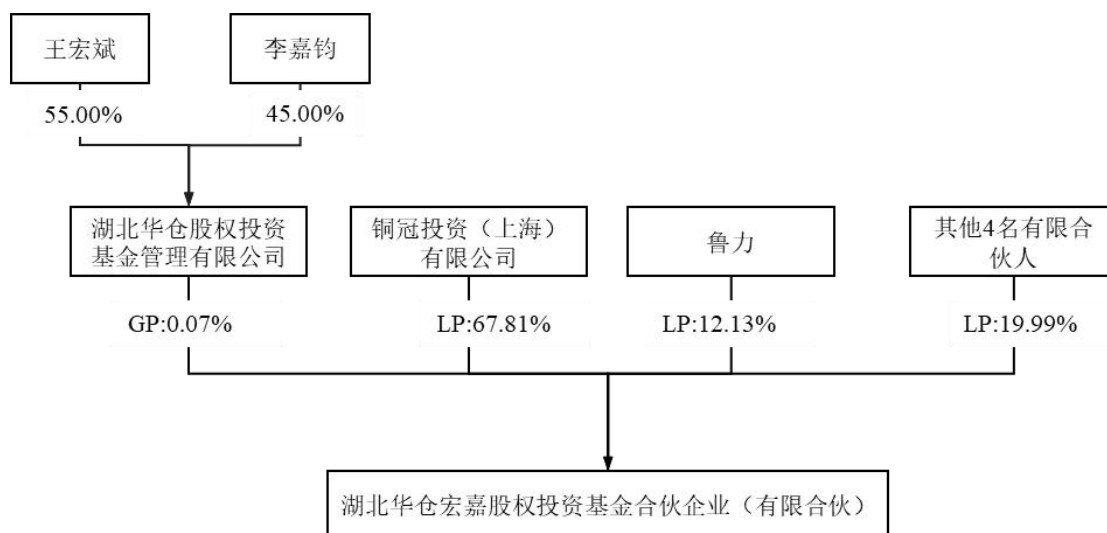 王宏斌
李嘉钧
55.00%
45.00%
湖北华仓股权投资
基金管理有限公司
铜冠投资（上海）
有限公司
鲁力
其他4名有限合
伙人
GP:0.07%
LP:67.81%
LP:12.13%
LP:19.99%
湖北华仓宏嘉股权投资基金合伙企业（有限合伙）